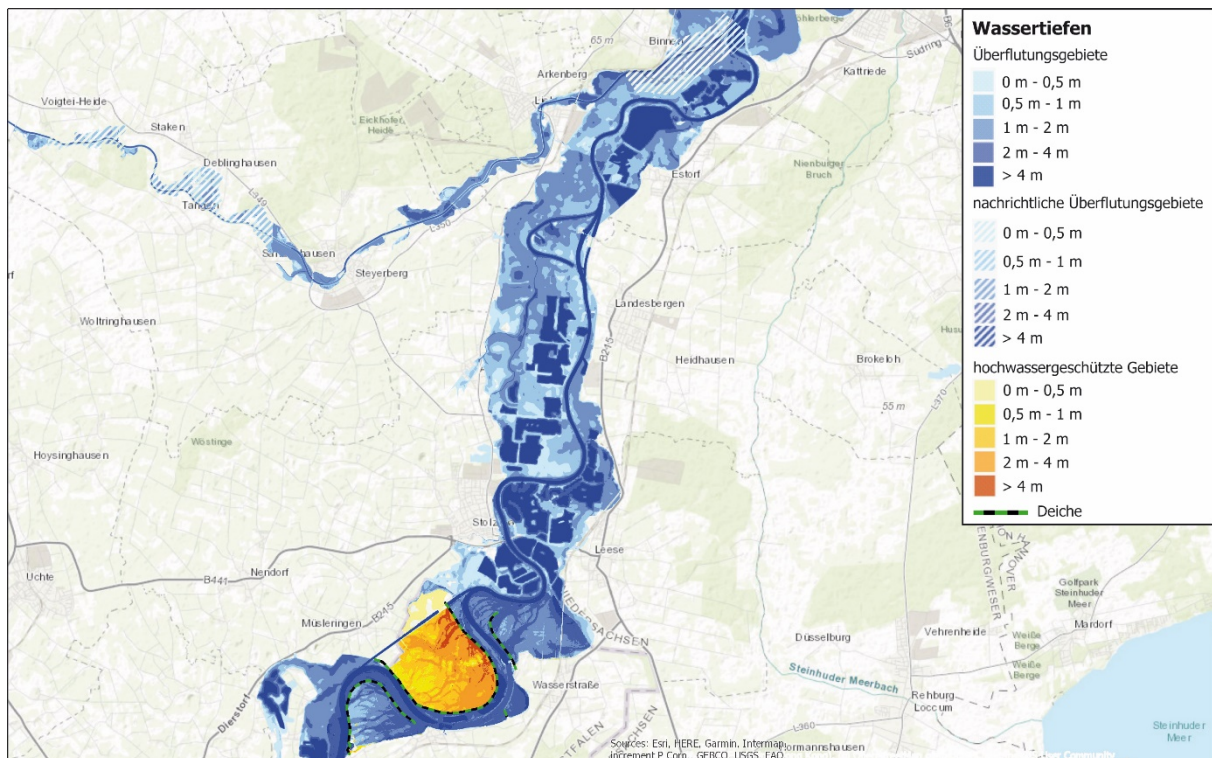 Wassertiefen
Überflutungsgebiete
0 m - 0,5 m
0,5 m - 1 m
1 m - 2 m
2 m - 4 m
> 4 m
nachrichtliche Überflutungsgebiete
0 m - 0,5 m
0,5 m - 1 m
1 m - 2 m
2 m - 4 m
> 4 m
hochwassergeschützte Gebiete
0 m - 0,5 m
0,5 m - 1 m
1 m - 2 m
2 m - 4 m
> 4 m
Deiche
65 m
Binnen
Arkenberg
Südring
Kattriede
Voigtei-Heide
Staken
Eickhofer
Heide
Deblinghausen
L349
L350
Steyerberg
Nienburger
Bruch
Estorf
Landesbergen
B215
Woltringhausen
Heidhausen
Brokeloh
55 m
L370
Wöstinge
Hoysinghausen
Leese
Uchte
Nendorf
B441
B245
Müsleringen
Diersdorf
Wasserstraße
Düsselburg
Vehrenheide
Golfpark
Steinhuder
Meer
Mardorf
Weiße
Berge
Weiße
Berge
Steinhuder Meerbach
Rehburg
Loccum
L360
Steinhuder
Meer
Sources: Esri, HERE, Garmin, Intermap,
increment P Corp., GEBCO, USGS, FAO,